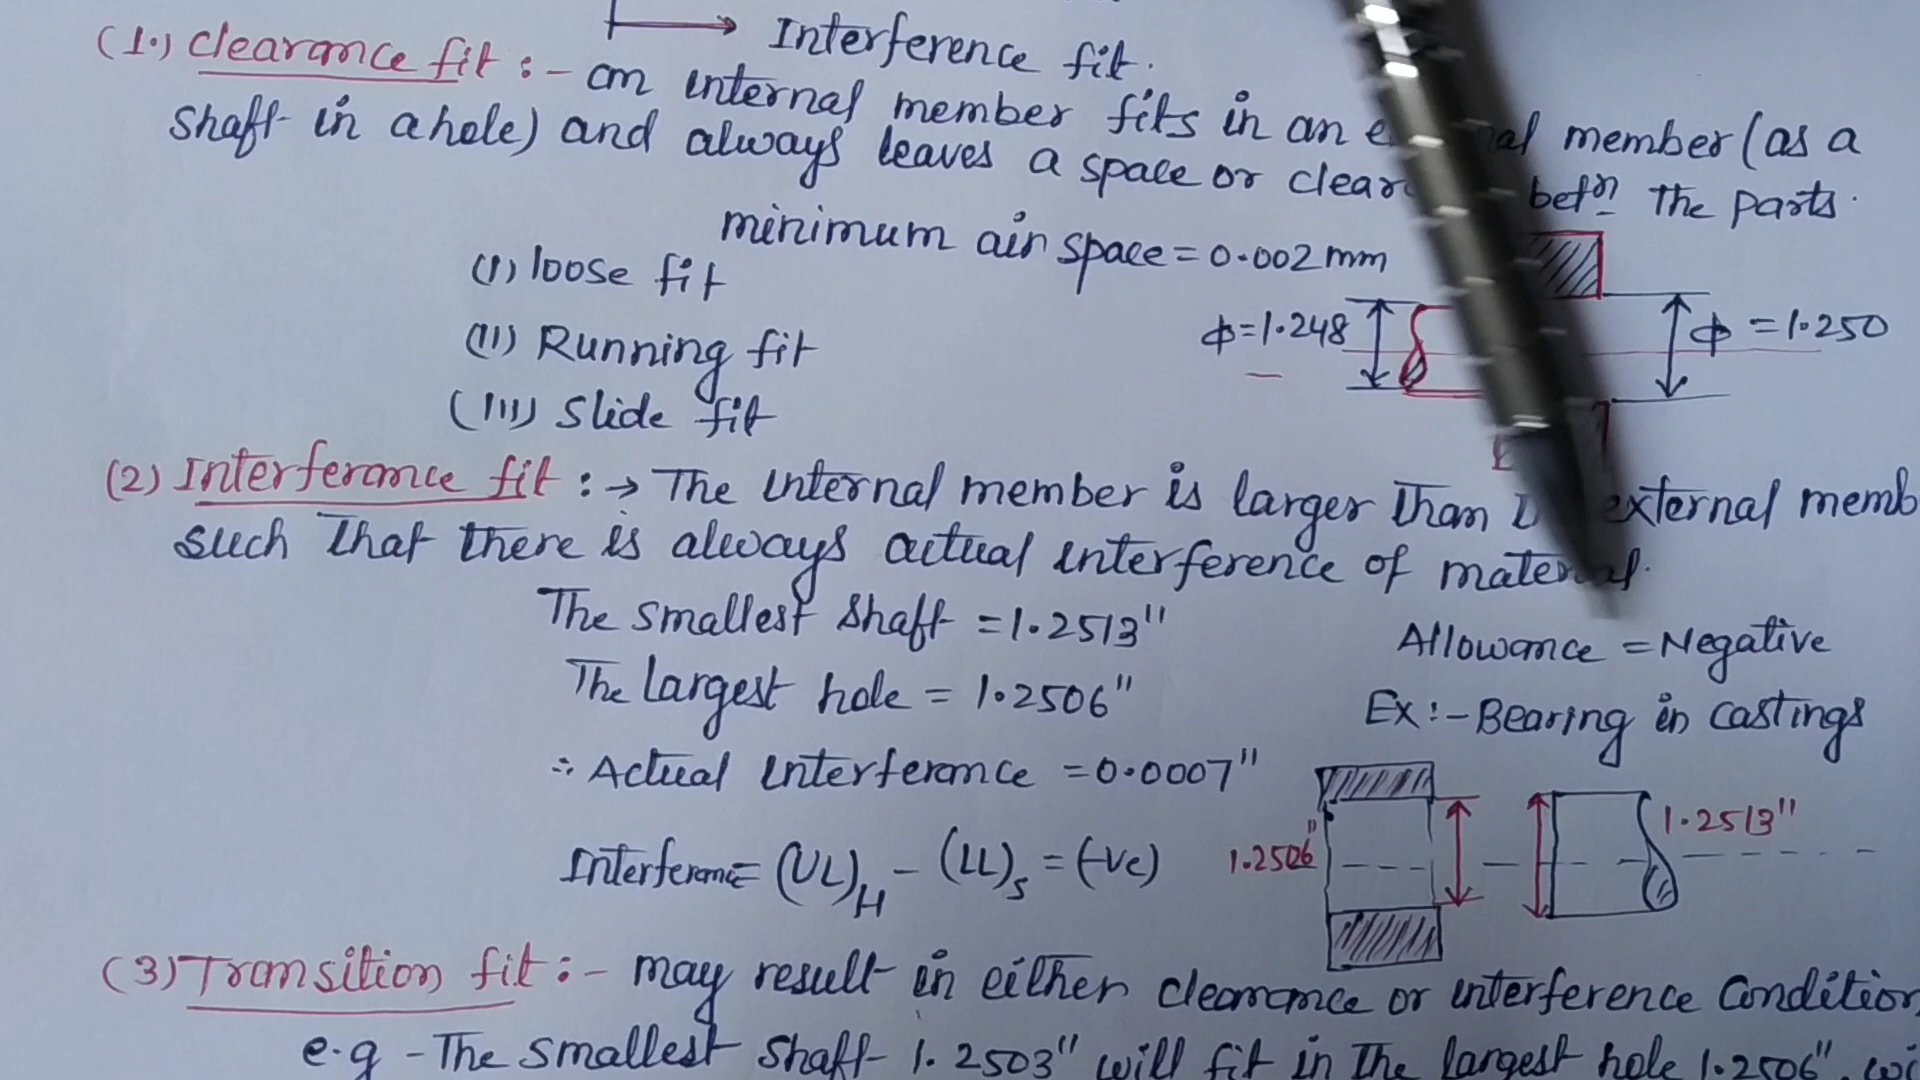 Interference fit.
(1.) Clearance fit :- an internal member fits in an member (as a
shaft in a hole) and always leaves a space or betn the parts.
minimum air space = 0.002 mm
(I) loose fit
(II) Running fit
(III) Slide fit
ф=1.248
ф = 1.250
(2) Interference fit :→ The internal member is larger than external memb
such that there is always actual interference of material.
The smallest shaft = 1.2513"
The largest hole = 1.2506"
∴ Actual interference = 0.0007"
Interference = (UL)H - (LL)S = (-ve)
Allowance = Negative
Ex :- Bearing in castings
1.2506"
1.2513"
(3) Transition fit :- may result in either clearance or interference Condition
e.g - The smallest shaft 1.2503" will fit in the largest hole 1.2506".